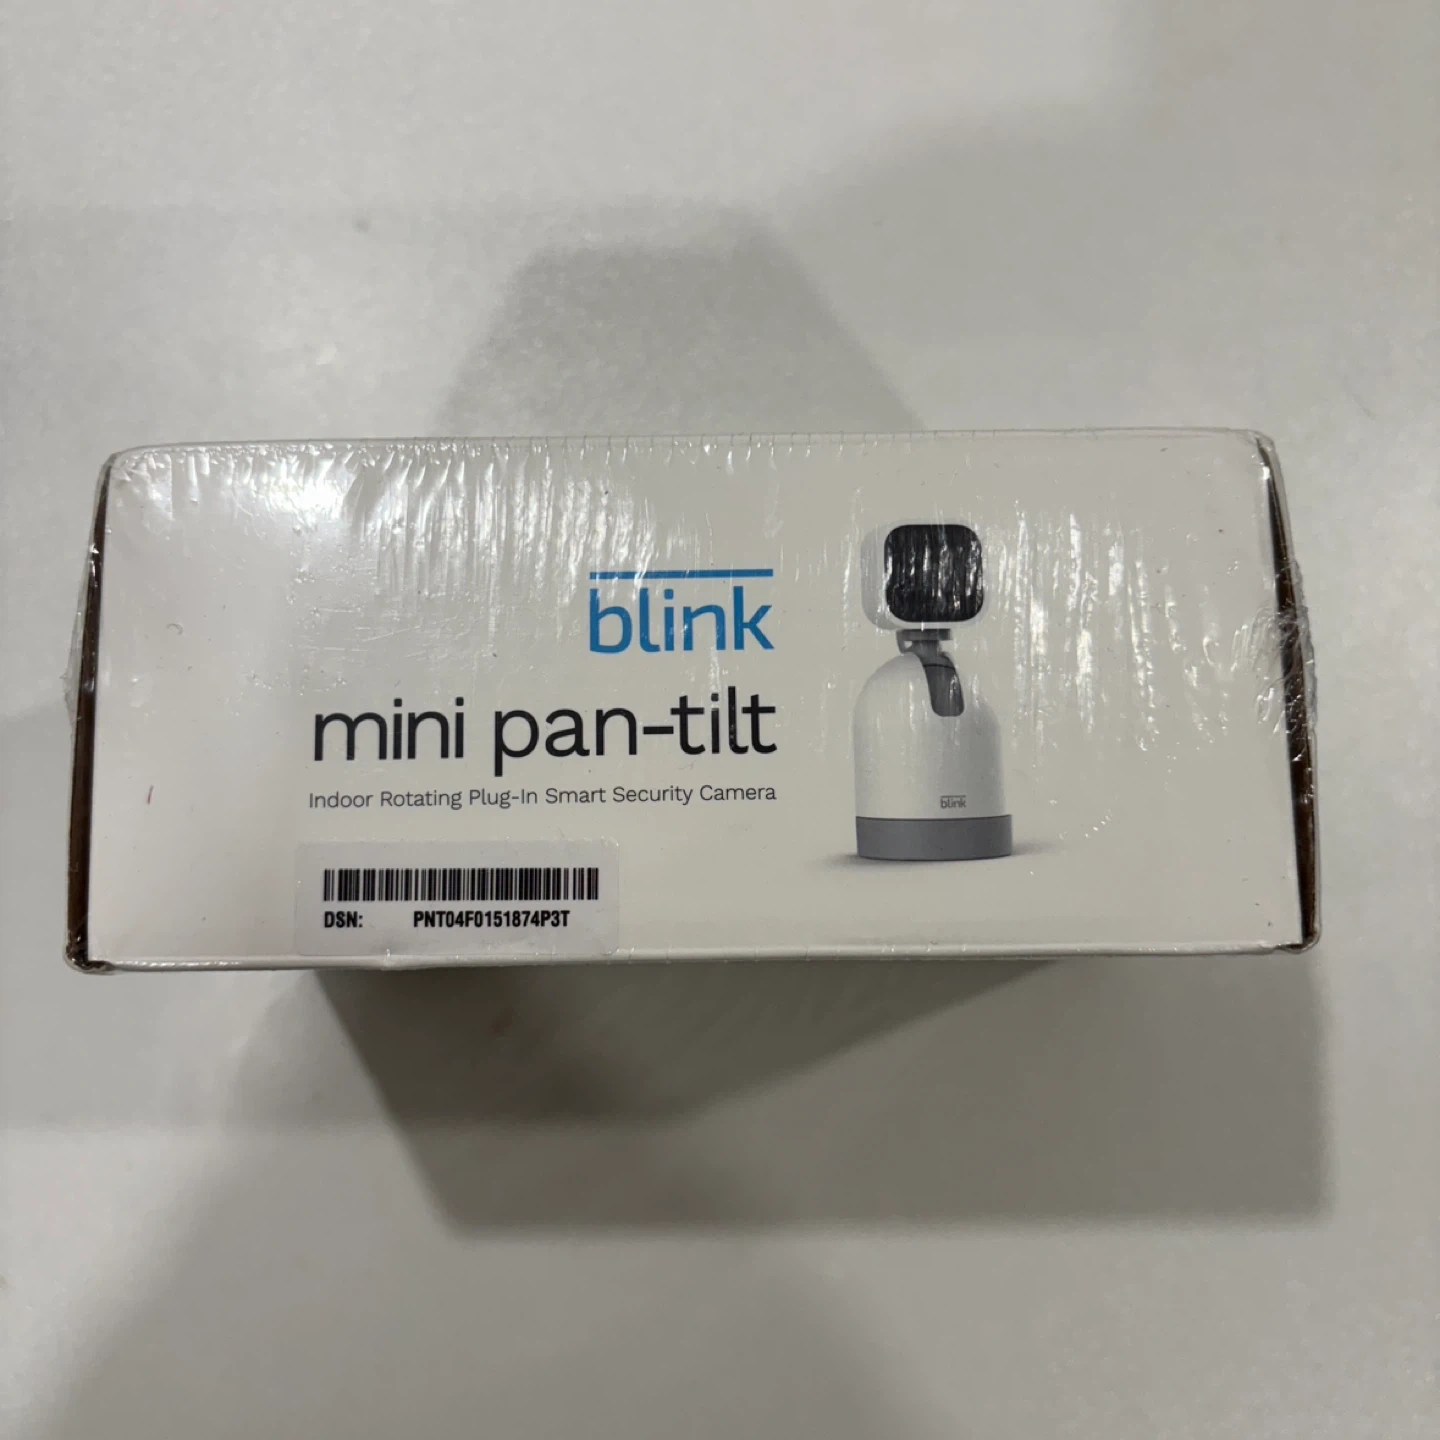 blink
mini pan-tilt
Indoor Rotating Plug-In Smart Security Camera
blink
DSN: PNT04F0151874P3T